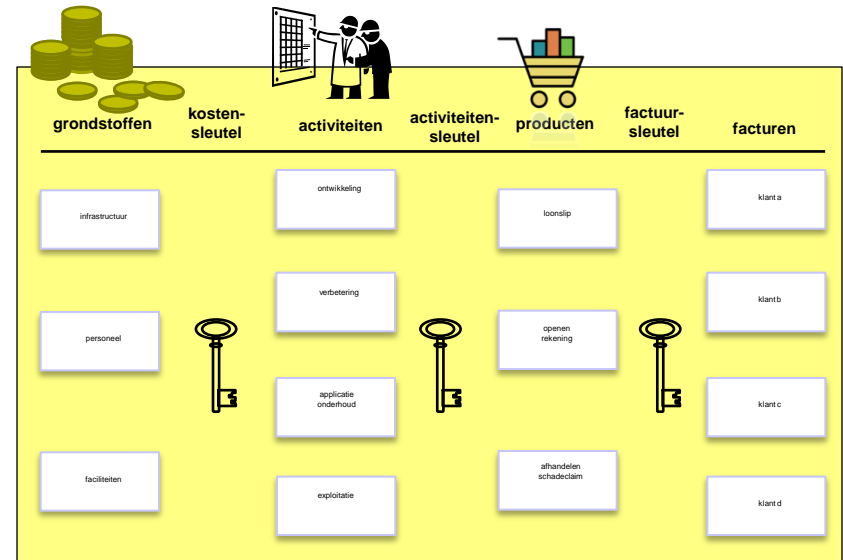 grondstoffen
kosten-
sleutel
activiteiten
activiteiten-
sleutel
producten
factuur-
sleutel
facturen
infrastructuur
personeel
faciliteiten
ontwikkeling
verbetering
applicatie
onderhoud
exploitatie
loonslip
openen
rekening
afhandelen
schadeclaim
klant a
klant b
klant c
klant d